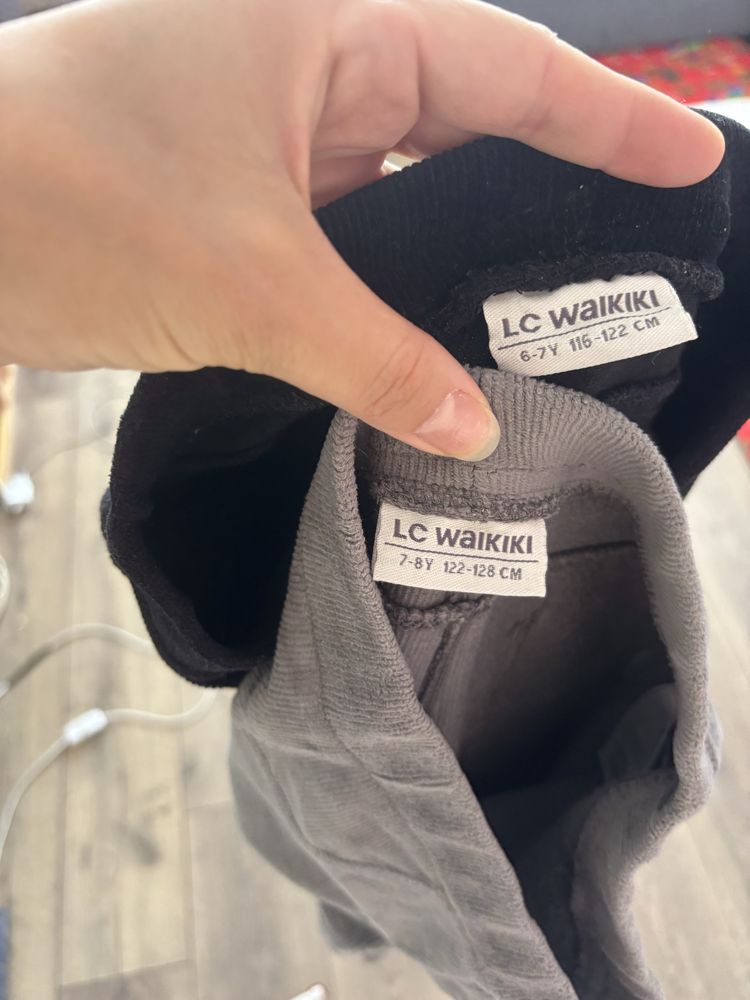 LC WAIKIKI
6-7Y 116-122 CM
LC WAIKIKI
7-8Y 122-128 CM